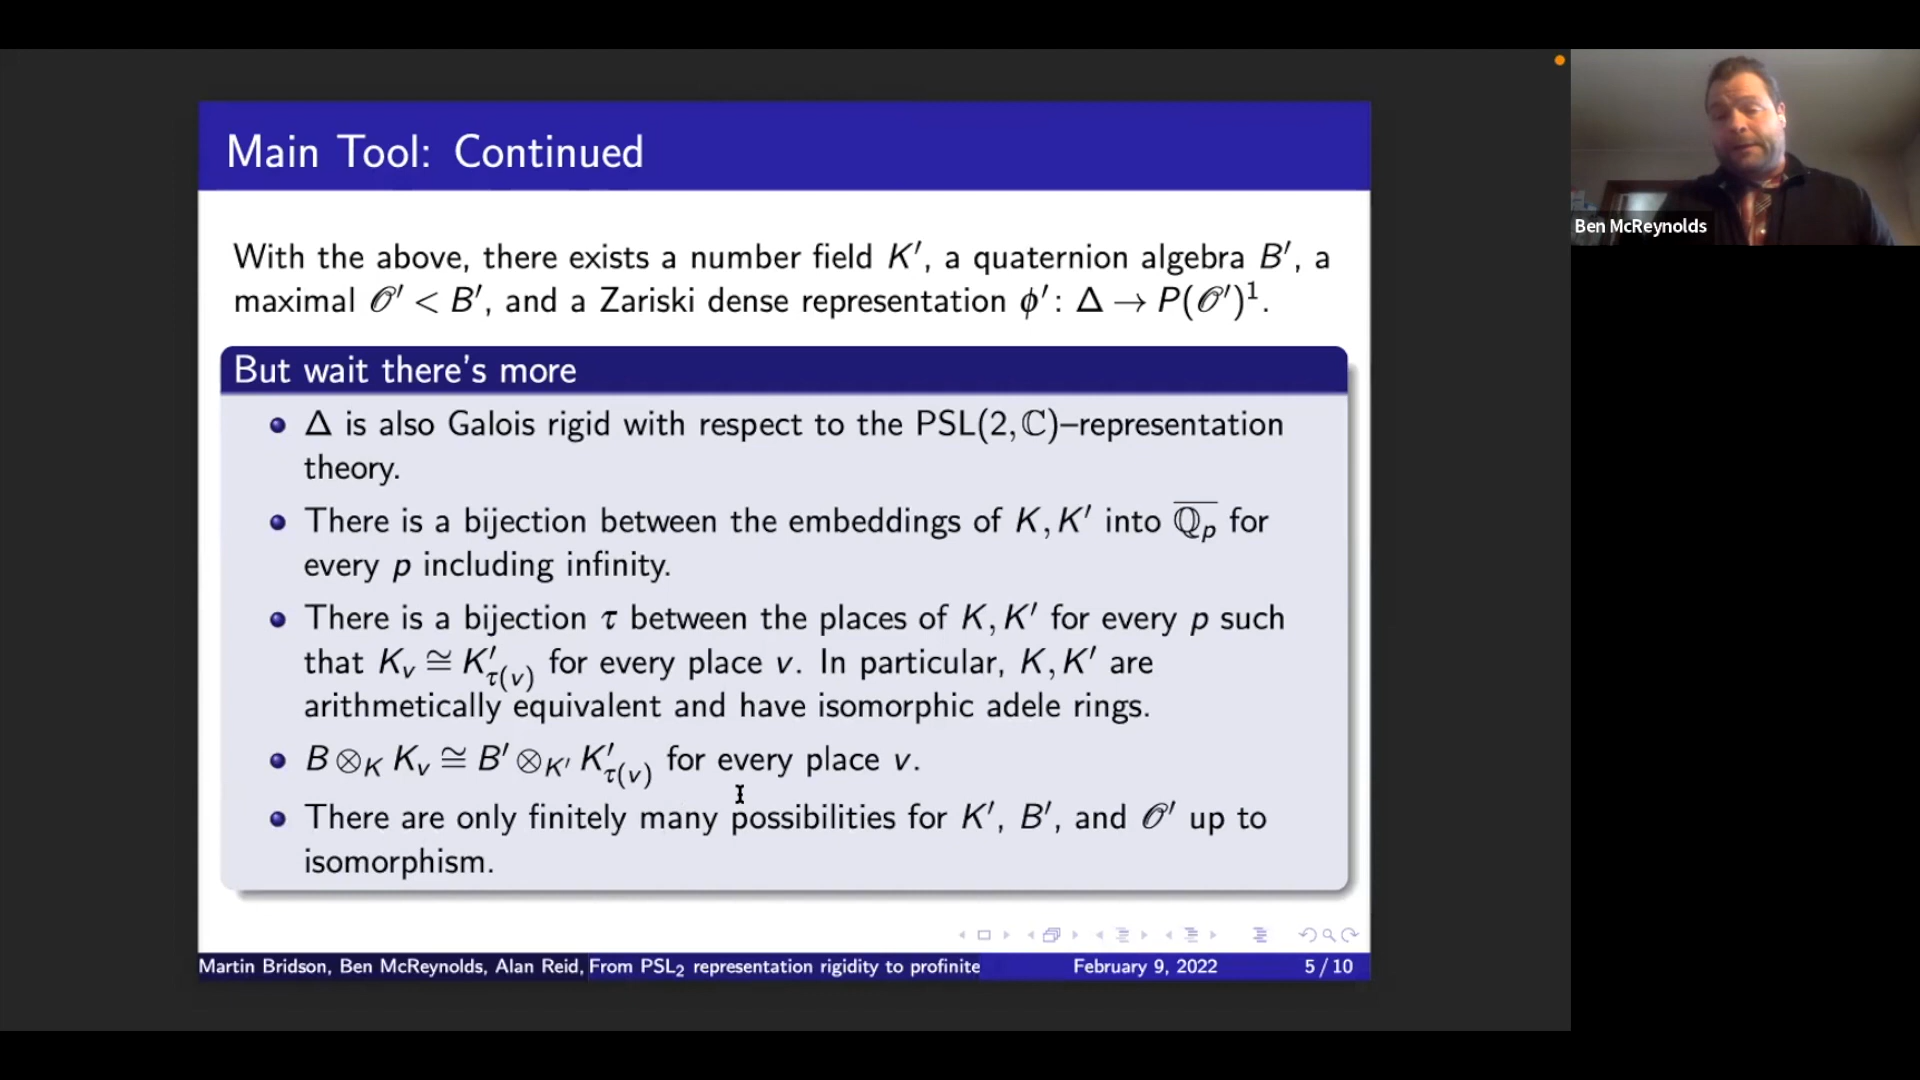 Main Tool: Continued
With the above, there exists a number field K′, a quaternion algebra B′, a
maximal 𝒪′ < B′, and a Zariski dense representation ϕ′: Δ → P(𝒪′)¹.
But wait there's more
Δ is also Galois rigid with respect to the PSL(2, ℂ)–representation
theory.
There is a bijection between the embeddings of K, K′ into \overline{ℚ_p} for
every p including infinity.
There is a bijection τ between the places of K, K′ for every p such
that K_v ≅ K′_{τ(v)} for every place v. In particular, K, K′ are
arithmetically equivalent and have isomorphic adele rings.
B ⊗_K K_v ≅ B′ ⊗_{K′} K′_{τ(v)} for every place v.
There are only finitely many possibilities for K′, B′, and 𝒪′ up to
isomorphism.
Martin Bridson, Ben McReynolds, Alan Reid, From PSL₂ representation rigidity to profinite February 9, 2022 5 / 10
Ben McReynolds